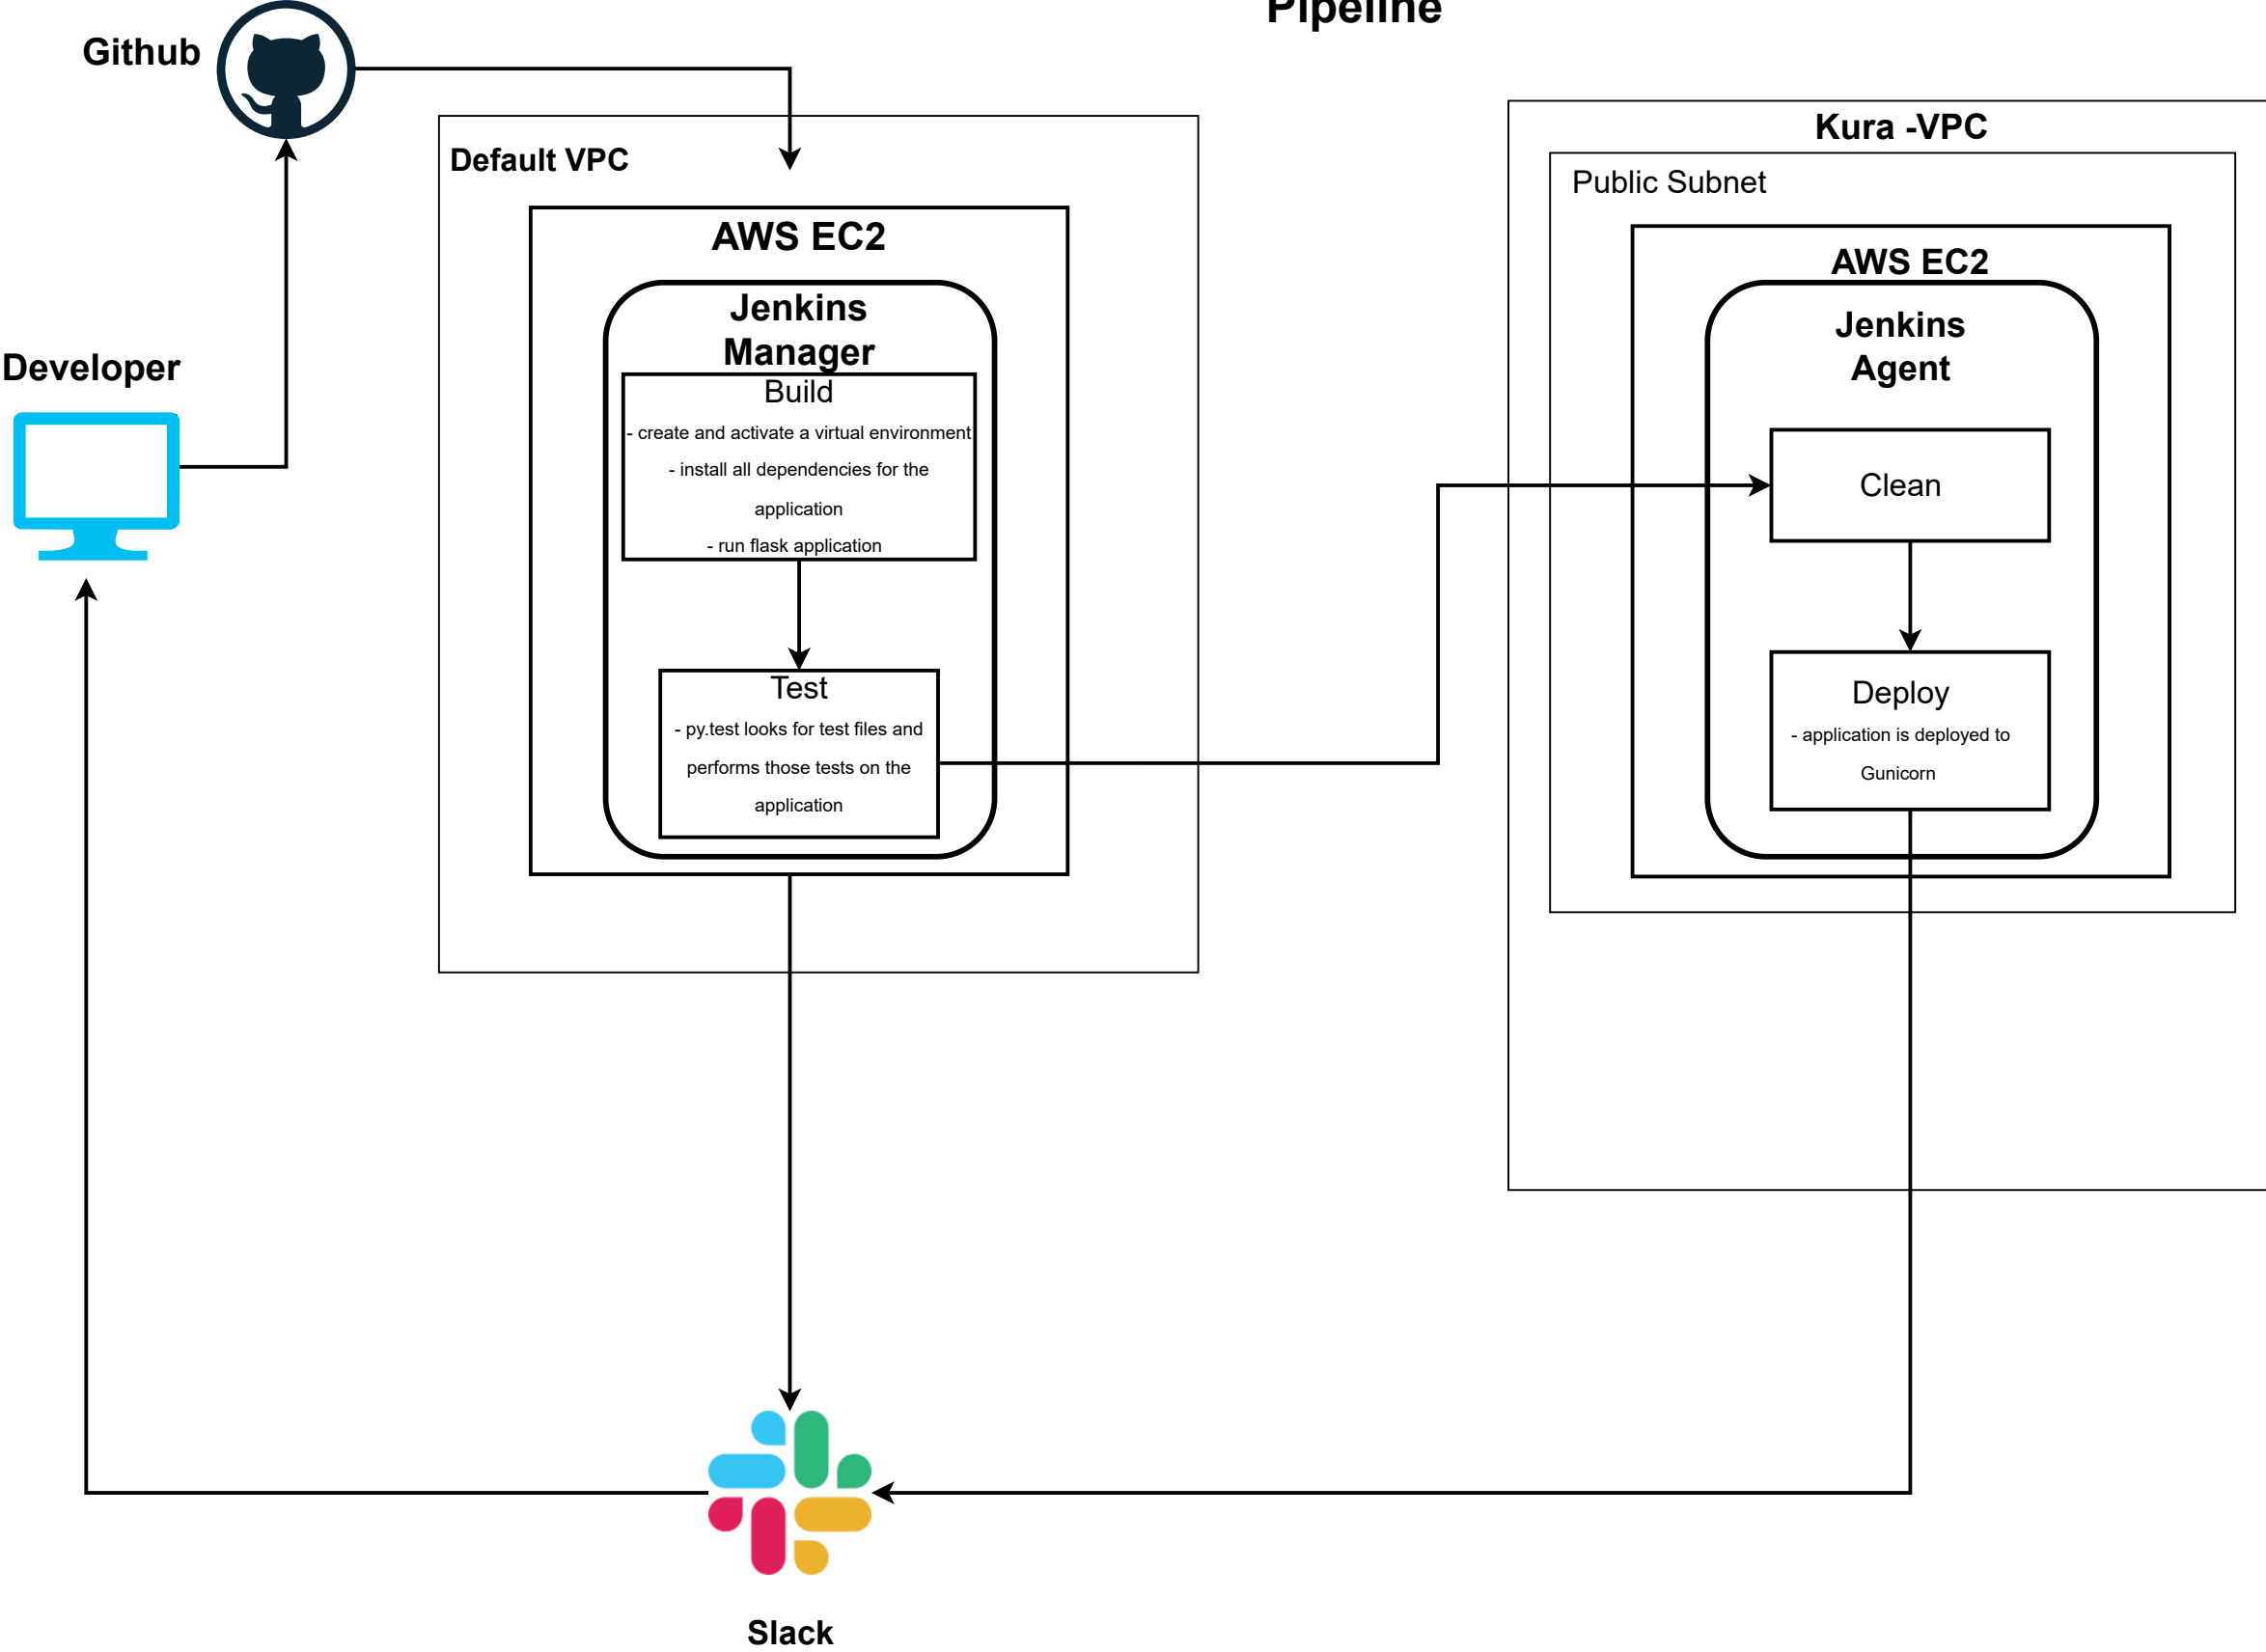 Pipeline
Github
Default VPC
Kura -VPC
Public Subnet
AWS EC2
AWS EC2
Jenkins
Manager
Jenkins
Agent
Developer
Build
- create and activate a virtual environment
- install all dependencies for the
application
- run flask application
Clean
Test
- py.test looks for test files and
performs those tests on the
application
Deploy
- application is deployed to
Gunicorn
Slack